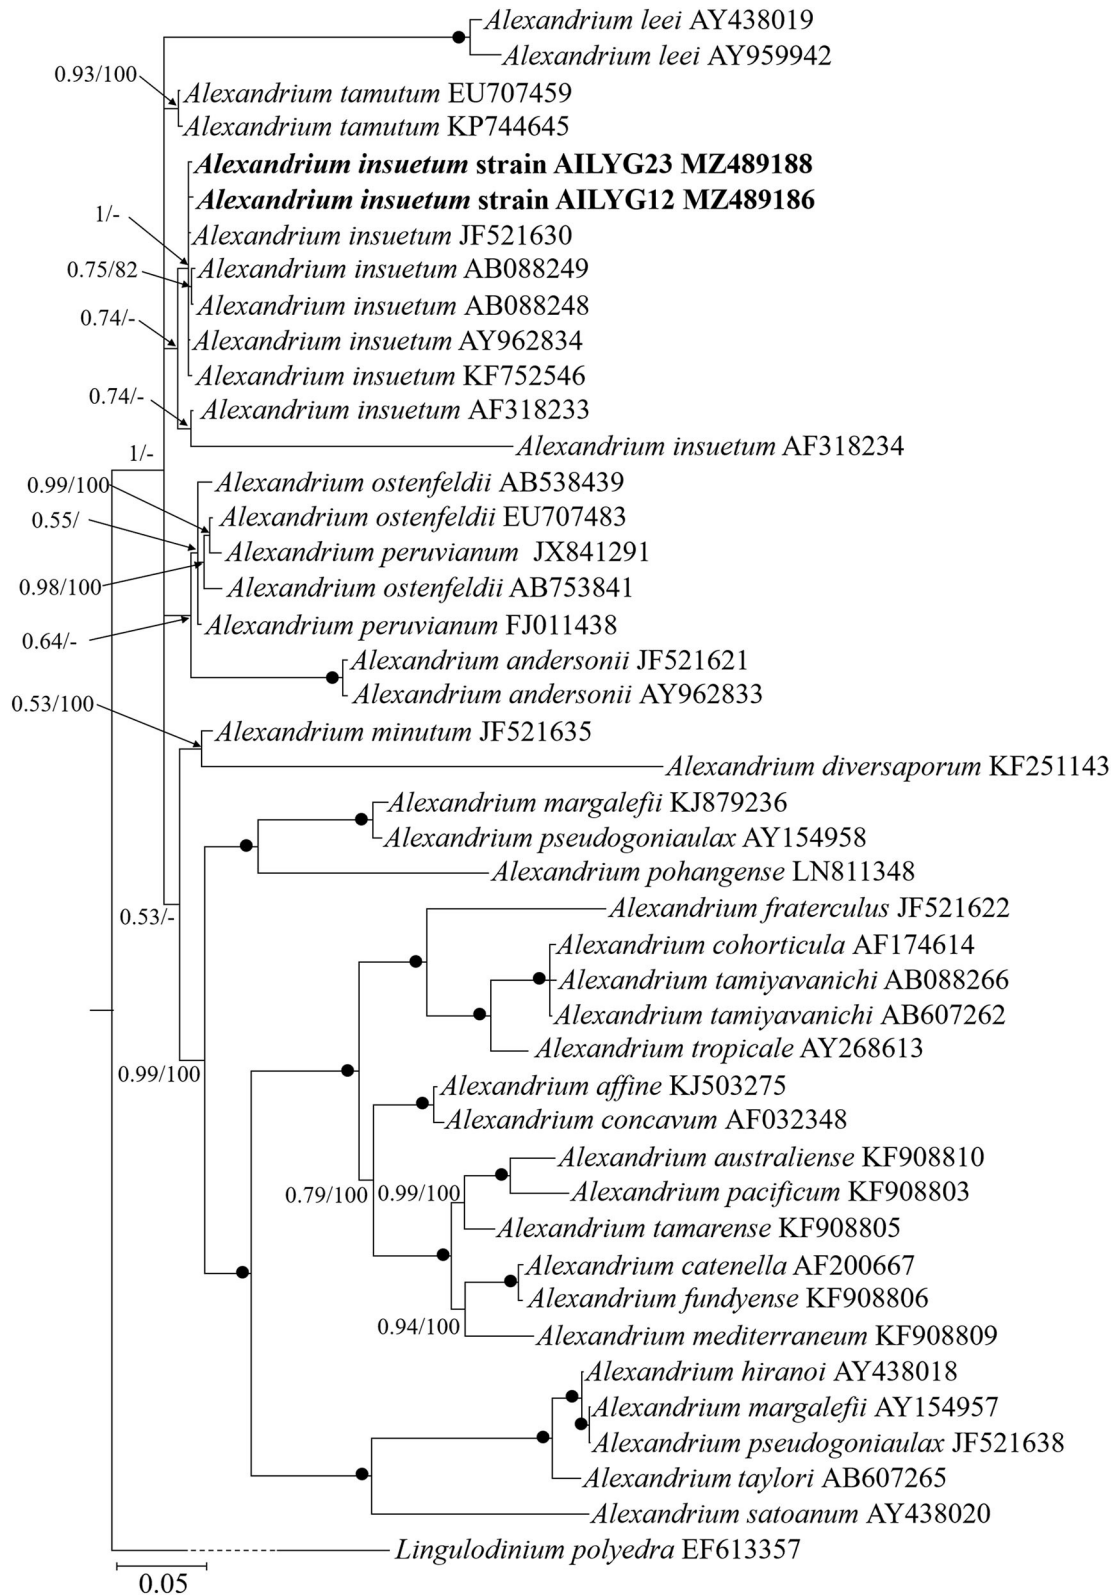 Alexandrium leei AY438019
Alexandrium leei AY959942
0.93/100
Alexandrium tamutum EU707459
Alexandrium tamutum KP744645
Alexandrium insuetum strain AILYG23 MZ489188
Alexandrium insuetum strain AILYG12 MZ489186
1/-
Alexandrium insuetum JF521630
0.75/82
Alexandrium insuetum AB088249
Alexandrium insuetum AB088248
0.74/-
Alexandrium insuetum AY962834
Alexandrium insuetum KF752546
0.74/-
Alexandrium insuetum AF318233
Alexandrium insuetum AF318234
1/-
0.99/100
Alexandrium ostenfeldii AB538439
0.55/
Alexandrium ostenfeldii EU707483
Alexandrium peruvianum JX841291
0.98/100
Alexandrium ostenfeldii AB753841
0.64/-
Alexandrium peruvianum FJ011438
Alexandrium andersonii JF521621
Alexandrium andersonii AY962833
0.53/100
Alexandrium minutum JF521635
Alexandrium diversaporum KF251143
Alexandrium margalefii KJ879236
Alexandrium pseudogoniaulax AY154958
Alexandrium pohangense LN811348
0.53/-
Alexandrium fraterculus JF521622
Alexandrium cohorticula AF174614
Alexandrium tamiyavanichi AB088266
Alexandrium tamiyavanichi AB607262
Alexandrium tropicale AY268613
0.99/100
Alexandrium affine KJ503275
Alexandrium concavum AF032348
Alexandrium australiense KF908810
0.79/100
0.99/100
Alexandrium pacificum KF908803
Alexandrium tamarense KF908805
Alexandrium catenella AF200667
Alexandrium fundyense KF908806
0.94/100
Alexandrium mediterraneum KF908809
Alexandrium hiranoi AY438018
Alexandrium margalefii AY154957
Alexandrium pseudogoniaulax JF521638
Alexandrium taylori AB607265
Alexandrium satoanum AY438020
Lingulodinium polyedra EF613357
0.05